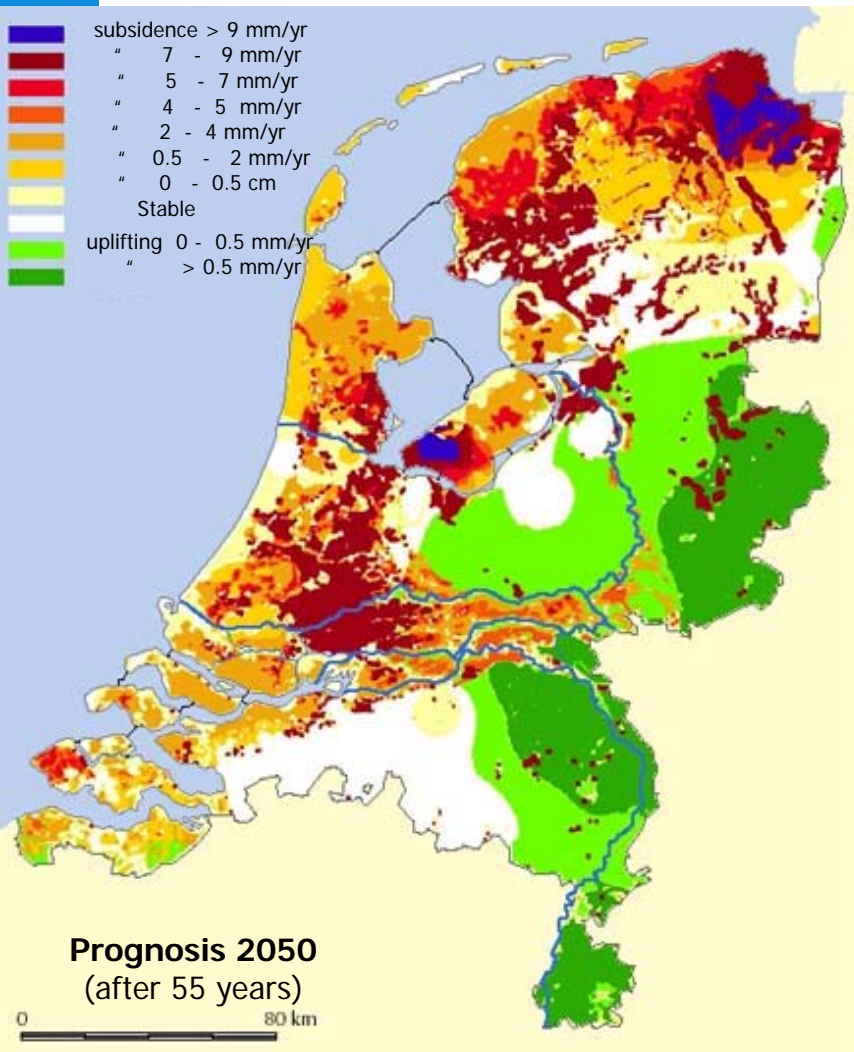 subsidence > 9 mm/yr
“ 7 - 9 mm/yr
“ 5 - 7 mm/yr
“ 4 - 5 mm/yr
“ 2 - 4 mm/yr
“ 0.5 - 2 mm/yr
“ 0 - 0.5 cm
Stable
uplifting 0 - 0.5 mm/yr
“ > 0.5 mm/yr
Prognosis 2050
(after 55 years)
0 80 km